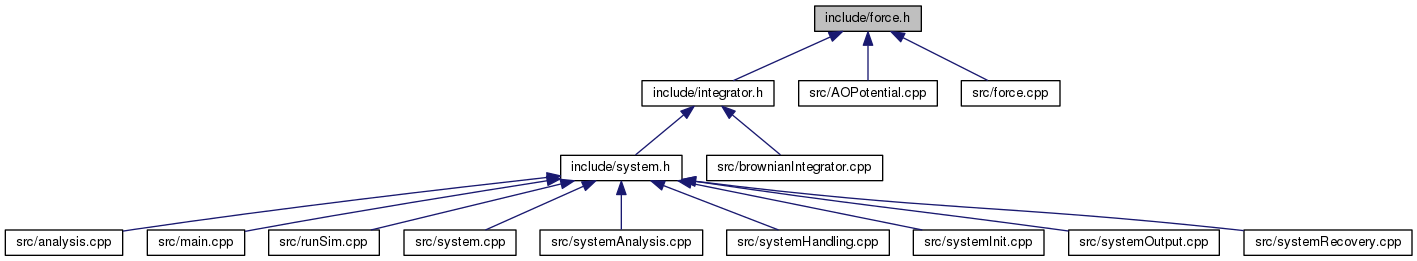 include/force.h
include/integrator.h
src/AOPotential.cpp
src/force.cpp
include/system.h
src/brownianIntegrator.cpp
src/analysis.cpp
src/main.cpp
src/runSim.cpp
src/system.cpp
src/systemAnalysis.cpp
src/systemHandling.cpp
src/systemInit.cpp
src/systemOutput.cpp
src/systemRecovery.cpp